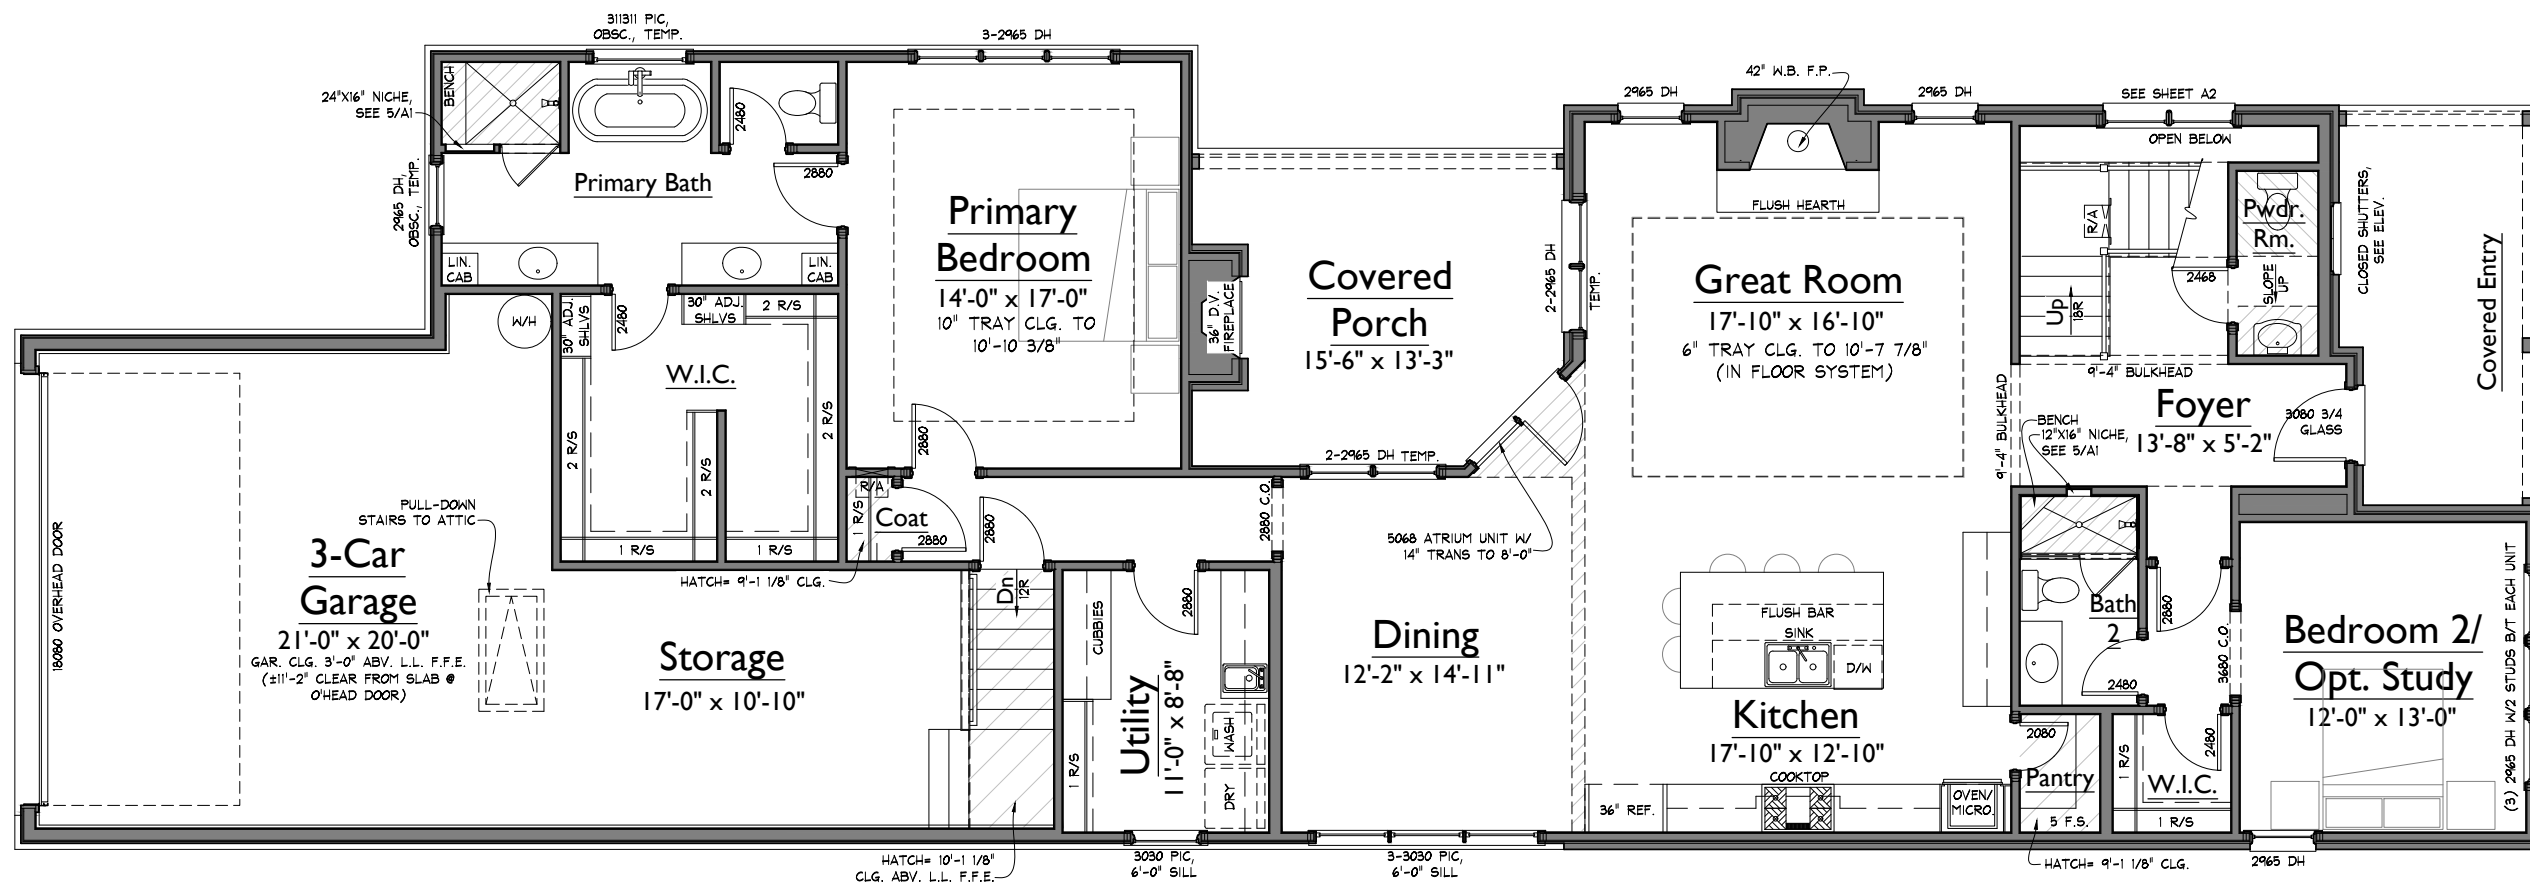 311311 PIC,
OBSC., TEMP.
3-2965 DH
24"X16" NICHE,
SEE 5/A1
BENCH
2480
2880
2965 DH,
OBSC., TEMP.
Primary Bath
LIN.
CAB
LIN.
CAB
W/H
2480
30" ADJ.
SHLVS
30" ADJ.
SHLVS
2 R/S
W.I.C.
2 R/S
2 R/S
2 R/S
1 R/S
1 R/S
Primary
Bedroom
14'-0" x 17'-0"
10" TRAY CLG. TO
10'-10 3/8"
2880
36" D.V.
FIREPLACE
Covered
Porch
15'-6" x 13'-3"
2-2965 DH TEMP.
2-2965 DH
TEMP.
2965 DH
42" W.B. F.P.
2965 DH
FLUSH HEARTH
Great Room
17'-10" x 16'-10"
6" TRAY CLG. TO 10'-7 7/8"
(IN FLOOR SYSTEM)
SEE SHEET A2
OPEN BELOW
R/A
Up
18R
2468
Pwdr.
Rm.
SLOPE
UP
CLOSED SHUTTERS,
SEE ELEV.
Covered Entry
9'-4" BULKHEAD
9'-4" BULKHEAD
Foyer
13'-8" x 5'-2"
3080 3/4
GLASS
BENCH
12"X16" NICHE,
SEE 5/A1
18080 OVERHEAD DOOR
PULL-DOWN
STAIRS TO ATTIC
3-Car
Garage
21'-0" x 20'-0"
GAR. CLG. 3'-0" ABV. L.L. F.F.E.
(±11'-2" CLEAR FROM SLAB @
O'HEAD DOOR)
Storage
17'-0" x 10'-10"
R/A
1 R/S
Coat
2880
2880
HATCH= 9'-1 1/8" CLG.
Dn
12R
2880 C.O.
CUBBIES
1 R/S
2880
Utility
11'-0" x 8'-8"
WASH
DRY
HATCH= 10'-1 1/8"
CLG. ABV. L.L. F.F.E.
3030 PIC,
6'-0" SILL
5068 ATRIUM UNIT W/
14" TRANS TO 8'-0"
Dining
12'-2" x 14'-11"
3-3030 PIC,
6'-0" SILL
FLUSH BAR
SINK
D/W
Kitchen
17'-10" x 12'-10"
COOKTOP
36" REF.
OVEN/
MICRO.
Bath
2
2880
2480
3680 C.O.
2080
Pantry
5 F.S.
2480
1 R/S
W.I.C.
1 R/S
HATCH= 9'-1 1/8" CLG.
Bedroom 2/
Opt. Study
12'-0" x 13'-0"
(3) 2965 DH W/2 STUDS B/T EACH UNIT
2965 DH